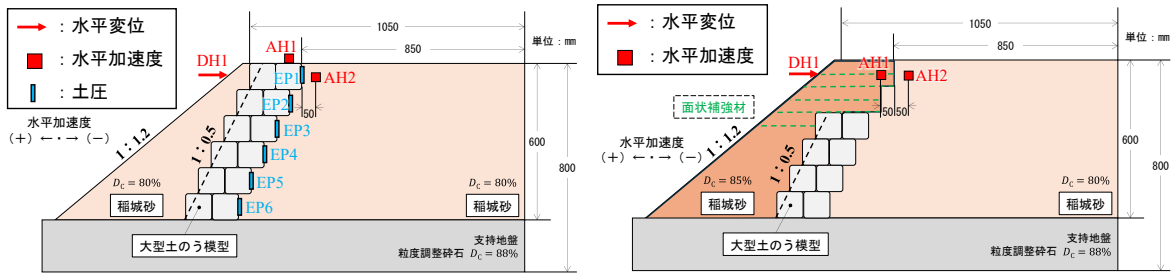 ：水平変位
：水平加速度
：土圧
水平加速度
(＋) ←・→ (－)
1050
850
単位：mm
DH1
AH1
AH2
EP1
EP2
EP3
EP4
EP5
EP6
50
1：1.2
1：0.5
600
800
D_C = 80%
稲城砂
D_C = 80%
稲城砂
大型土のう模型
支持地盤
粒度調整砕石 D_C = 88%
：水平変位
：水平加速度
面状補強材
水平加速度
(＋) ←・→ (－)
1050
850
単位：mm
DH1
AH1
AH2
50 50
1：1.2
1：0.5
600
800
D_C = 85%
稲城砂
D_C = 80%
稲城砂
大型土のう模型
支持地盤
粒度調整砕石 D_C = 88%